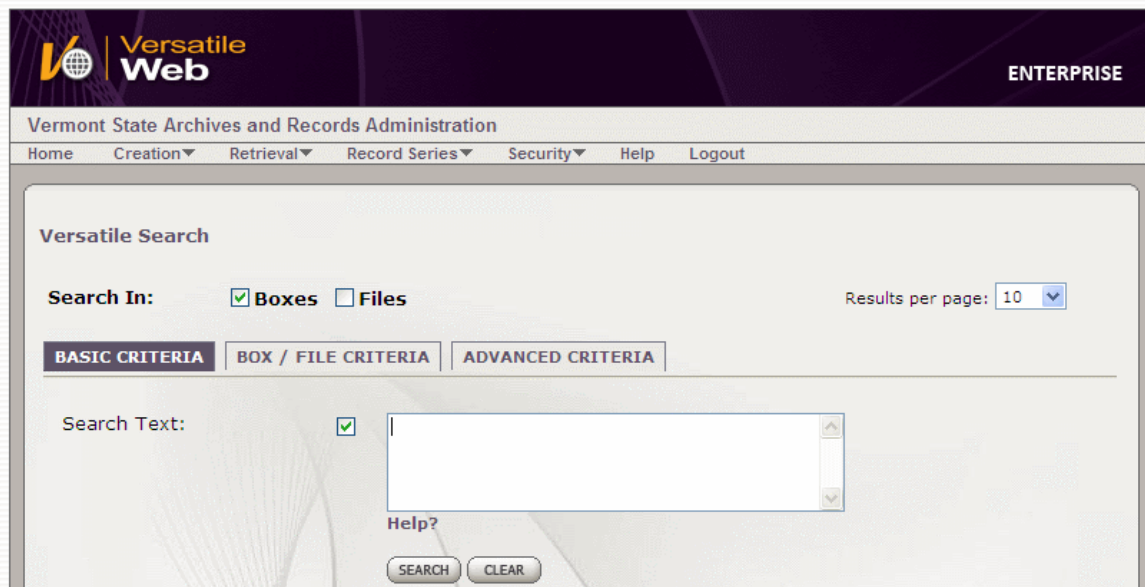 Versatile
Web
ENTERPRISE
Vermont State Archives and Records Administration
Home Creation Retrieval Record Series Security Help Logout
Versatile Search
Search In: Boxes Files Results per page: 10
BASIC CRITERIA BOX / FILE CRITERIA ADVANCED CRITERIA
Search Text:
Help?
SEARCH CLEAR